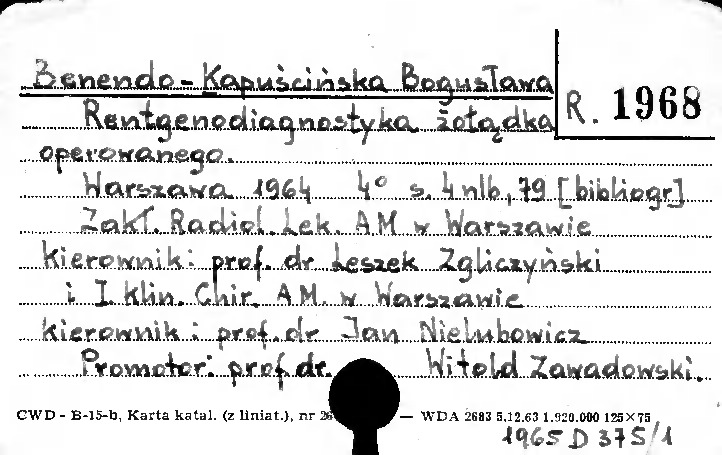 Benendo-Kapuścińska Bogusława
R. 1968
Rentgenodiagnostyka żołądka
operowanego.
Warszawa 1964 4° s. 4 nlb, 79 [bibliogr]
Zakł. Radiol. Lek. AM w Warszawie
kierownik: prof. dr Leszek Zgliczyński
i I klin. Chir. AM. w Warszawie
kierownik: prof. dr Jan Nielubowicz
Promotor: prof dr. Witold Zawadowski.
CWD - B-15-b, Karta katal. (z liniat.), nr 26 — WDA 2683 5.12.63 1.920.000 125×75
1965 D 375/1